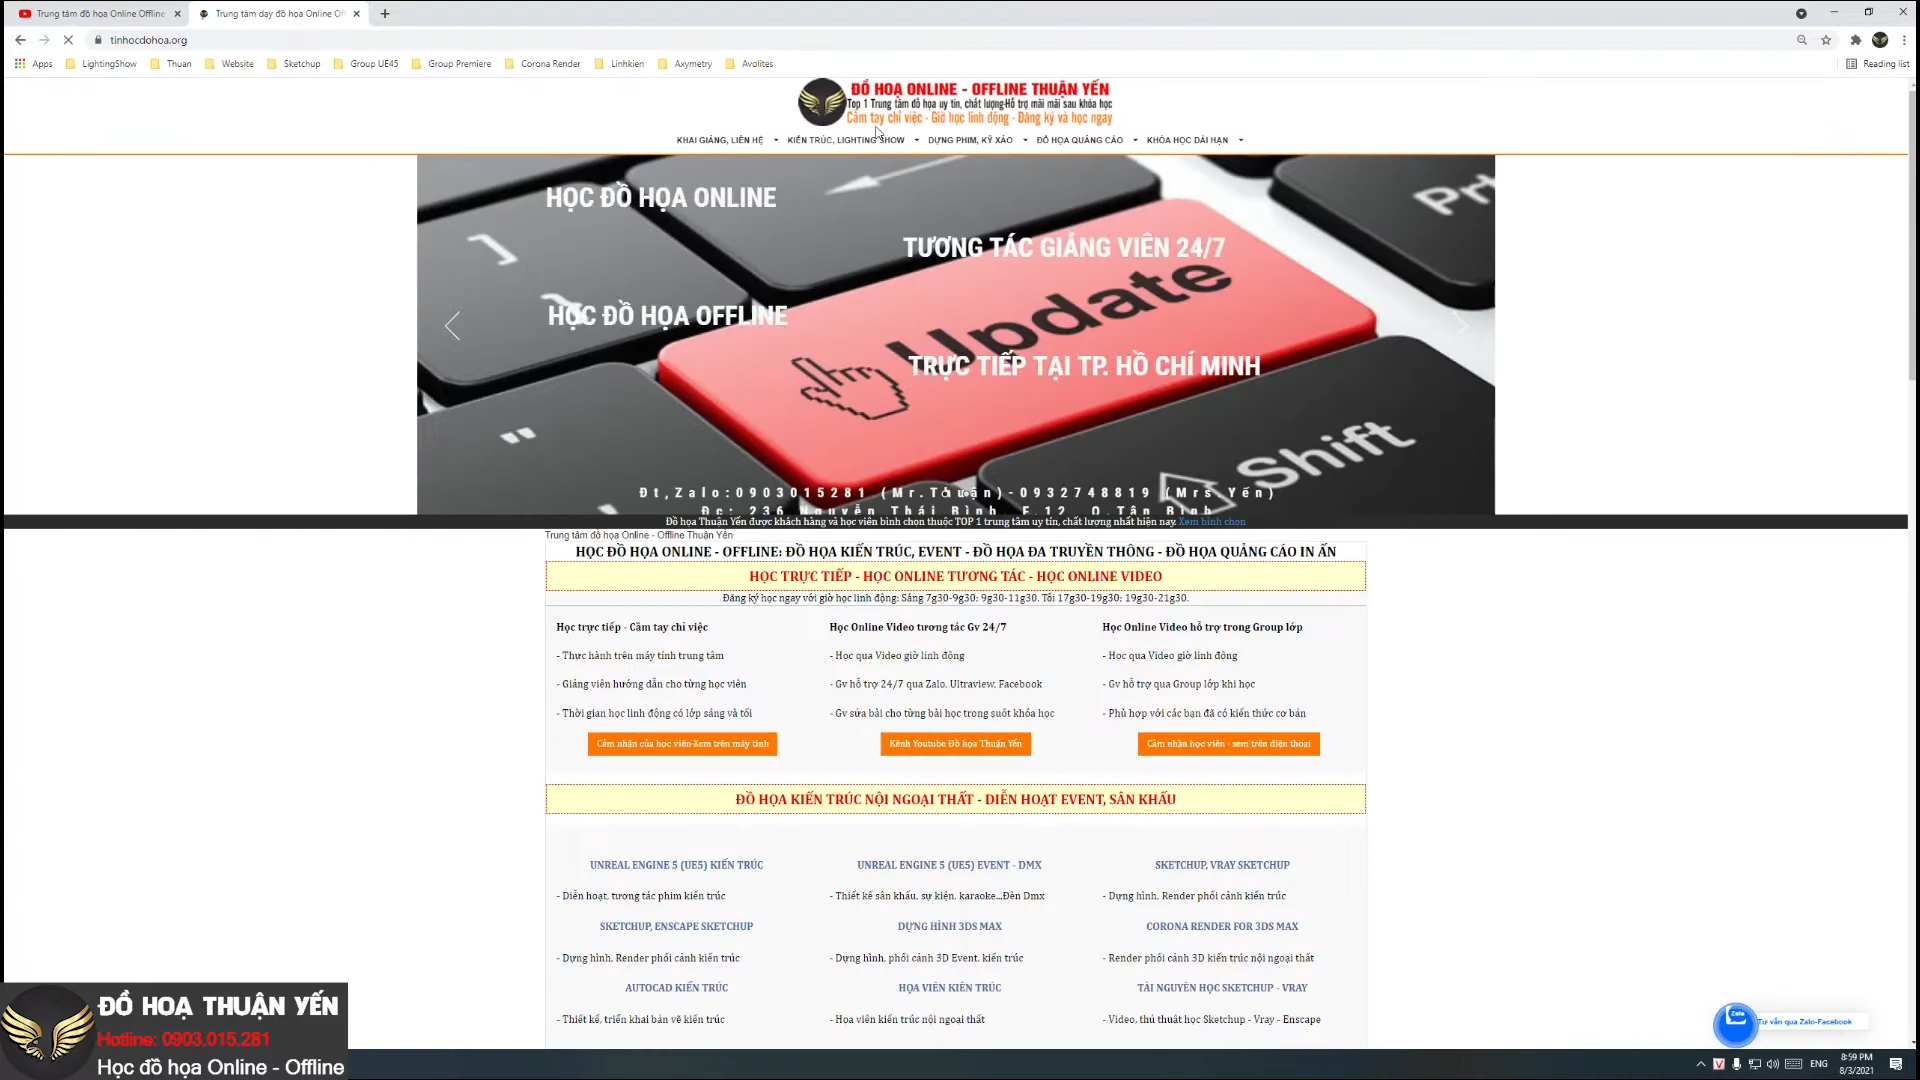 Trung tâm đồ họa Online Offline
Trung tâm dạy đồ họa Online Of
tinhocdohoa.org
Apps
LightingShow
Thuan
Website
Sketchup
Group UE45
Group Premiere
Corona Render
Linhkien
Axymetry
Avolites
Reading list
ĐỒ HỌA ONLINE - OFFLINE THUẬN YẾN
Top 1 Trung tâm đồ họa uy tín, chất lượng-Hỗ trợ mãi mãi sau khóa học
Cầm tay chỉ việc - Giờ học linh động - Đăng ký và học ngay
KHAI GIẢNG, LIÊN HỆ
KIẾN TRÚC, LIGHTING SHOW
DỰNG PHIM, KỸ XẢO
ĐỒ HỌA QUẢNG CÁO
KHÓA HỌC DÀI HẠN
HỌC ĐỒ HỌA ONLINE
TƯƠNG TÁC GIẢNG VIÊN 24/7
HỌC ĐỒ HỌA OFFLINE
TRỰC TIẾP TẠI TP. HỒ CHÍ MINH
]
}
"
Update
Shift
Đt,Zalo:0903015281 (Mr.Thuận)-0932748819 (Mrs.Yến)
Đc: 236 Nguyễn Thái Bình, F.12, Q.Tân Bình
Đồ họa Thuận Yến được khách hàng và học viên bình chọn thuộc TOP 1 trung tâm uy tín, chất lượng nhất hiện nay. Xem bình chọn
Trung tâm đồ họa Online - Offline Thuận Yến
HỌC ĐỒ HỌA ONLINE - OFFLINE: ĐỒ HỌA KIẾN TRÚC, EVENT - ĐỒ HỌA ĐA TRUYỀN THÔNG - ĐỒ HỌA QUẢNG CÁO IN ẤN
HỌC TRỰC TIẾP - HỌC ONLINE TƯƠNG TÁC - HỌC ONLINE VIDEO
Đăng ký học ngay với giờ học linh động: Sáng 7g30-9g30; 9g30-11g30. Tối 17g30-19g30; 19g30-21g30.
Học trực tiếp - Cầm tay chỉ việc
- Thực hành trên máy tính trung tâm
- Giảng viên hướng dẫn cho từng học viên
- Thời gian học linh động có lớp sáng và tối
Cảm nhận của học viên-Xem trên máy tính
Học Online Video tương tác Gv 24/7
- Học qua Video giờ linh động
- Gv hỗ trợ 24/7 qua Zalo, Ultraview, Facebook
- Gv sửa bài cho từng bài học trong suốt khóa học
Kênh Youtube Đồ họa Thuận Yến
Học Online Video hỗ trợ trong Group lớp
- Học qua Video giờ linh động
- Gv hỗ trợ qua Group lớp khi học
- Phù hợp với các bạn đã có kiến thức cơ bản
Cảm nhận học viên - xem trên điện thoại
ĐỒ HỌA KIẾN TRÚC NỘI NGOẠI THẤT - DIỄN HOẠT EVENT, SÂN KHẤU
UNREAL ENGINE 5 (UE5) KIẾN TRÚC
- Diễn hoạt, tương tác phim kiến trúc
UNREAL ENGINE 5 (UE5) EVENT - DMX
- Thiết kế sân khấu, sự kiện, karaoke...Đèn Dmx
SKETCHUP, VRAY SKETCHUP
- Dựng hình, Render phối cảnh kiến trúc
SKETCHUP, ENSCAPE SKETCHUP
- Dựng hình, Render phối cảnh kiến trúc
DỰNG HÌNH 3DS MAX
- Dựng hình, phối cảnh 3D Event, kiến trúc
CORONA RENDER FOR 3DS MAX
- Render phối cảnh 3D kiến trúc nội ngoại thất
AUTOCAD KIẾN TRÚC
- Thiết kế, triển khai bản vẽ kiến trúc
HỌA VIÊN KIẾN TRÚC
- Họa viên kiến trúc nội ngoại thất
TÀI NGUYÊN HỌC SKETCHUP - VRAY
- Video, thủ thuật học Sketchup - Vray - Enscape
Zalo
Tư vấn qua Zalo-Facebook
ĐỒ HOẠ THUẬN YẾN
Hotline: 0903.015.281
Học đồ họa Online - Offline
ENG
8:59 PM
8/3/2021